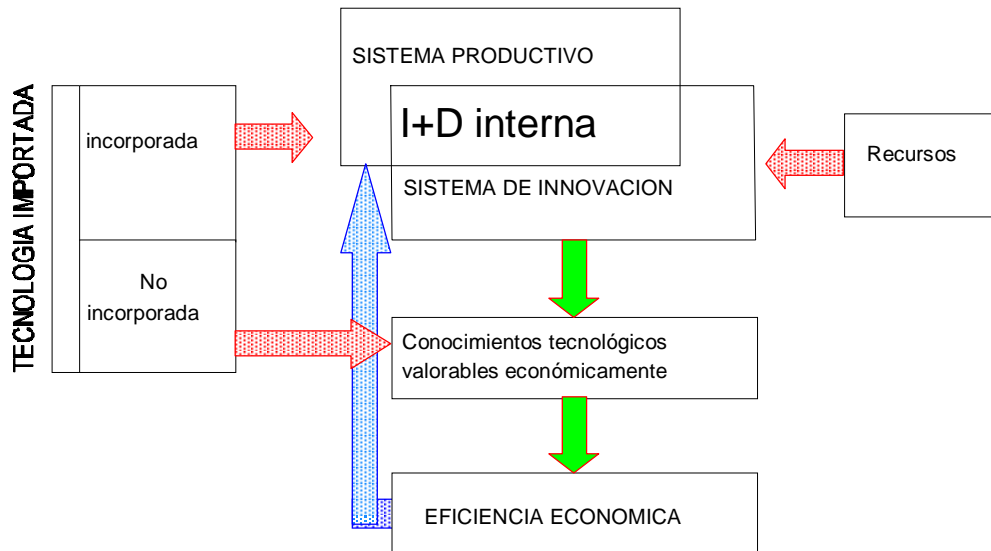 SISTEMA PRODUCTIVO
I+D interna
SISTEMA DE INNOVACION
TECNOLOGIA IMPORTADA
incorporada
No
incorporada
Recursos
Conocimientos tecnológicos
valorables económicamente
EFICIENCIA ECONOMICA